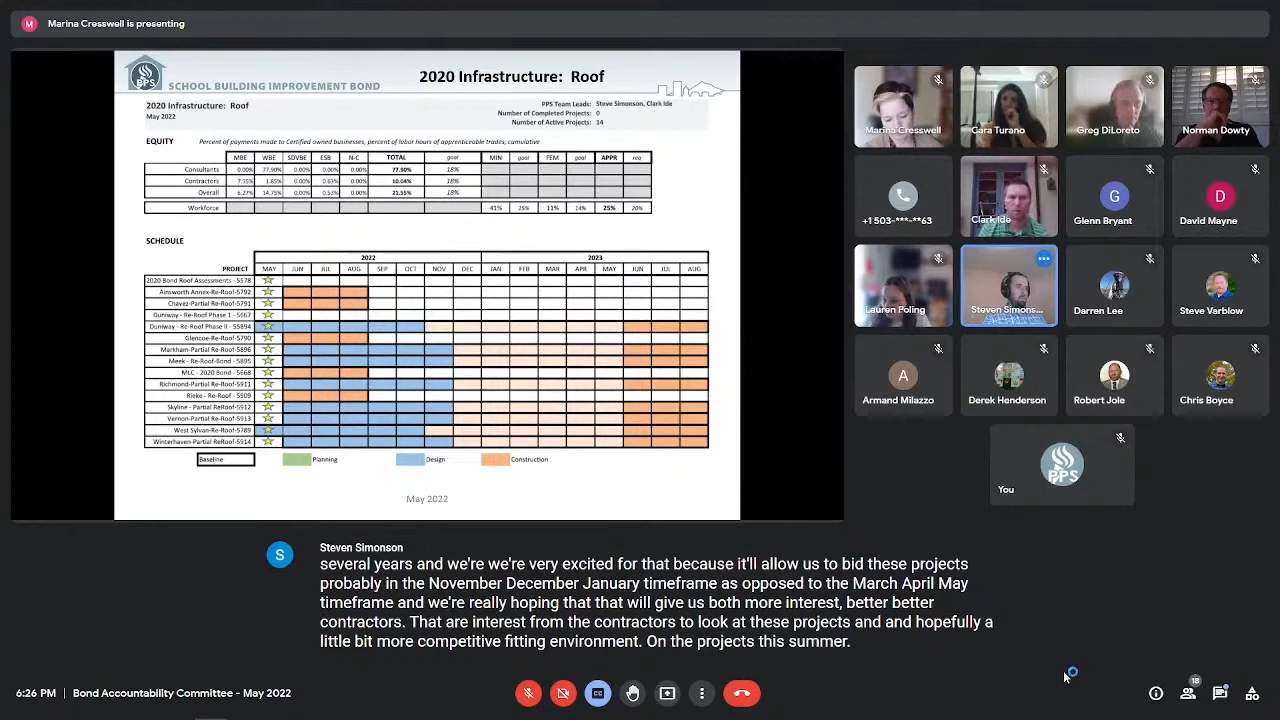 M Marina Cresswell is presenting
PPS
SCHOOL BUILDING IMPROVEMENT BOND
2020 Infrastructure: Roof
2020 Infrastructure: Roof
May 2022
PPS Team Leads: Steve Simonson, Clark Ide
Number of Completed Projects: 0
Number of Active Projects: 14
EQUITY Percent of payments made to Certified owned businesses, percent of labor hours of apprenticeable trades; cumulative
MBE WBE SDVBE ESB N-C TOTAL goal MIN goal FEM goal APPR req
Consultants 0.00% 77.90% 0.00% 0.00% 0.00% 77.90% 18%
Contractors 7.55% 1.85% 0.00% 0.63% 0.00% 10.04% 18%
Overall 6.27% 14.75% 0.00% 0.53% 0.00% 21.55% 18%
Workforce 41% 25% 11% 14% 25% 20%
SCHEDULE
2022 2023
PROJECT MAY JUN JUL AUG SEP OCT NOV DEC JAN FEB MAR APR MAY JUN JUL AUG
2020 Bond Roof Assessments - 5578
Ainsworth Annex-Re-Roof-5792
Chavez-Partial Re-Roof-5791
Duniway - Re-Roof Phase 1 - 5667
Duniway - Re-Roof Phase II - 55894
Glencoe-Re-Roof-5790
Markham-Partial Re-Roof-5896
Meek - Re-Roof-Bond - 5895
MLC - 2020 Bond - 5668
Richmond-Partial Re-Roof-5911
Rieke - Re-Roof - 5909
Skyline - Partial ReRoof-5912
Vernon-Partial Re-Roof-5913
West Sylvan-Re-Roof-5789
Winterhaven-Partial ReRoof-5914
Baseline Planning Design Construction
May 2022
Marina Cresswell
Cara Turano
Greg DiLoreto
Norman Dowty
+1 503-***-**63
Clark Ide
G
Glenn Bryant
D
David Mayne
Lauren Poling
Steven Simons...
Darren Lee
Steve Varblow
A
Armand Milazzo
Derek Henderson
Robert Jole
Chris Boyce
PPS
You
S
Steven Simonson
several years and we're we're very excited for that because it'll allow us to bid these projects
probably in the November December January timeframe as opposed to the March April May
timeframe and we're really hoping that that will give us both more interest, better better
contractors. That are interest from the contractors to look at these projects and and hopefully a
little bit more competitive fitting environment. On the projects this summer.
6:26 PM | Bond Accountability Committee - May 2022
CC
18